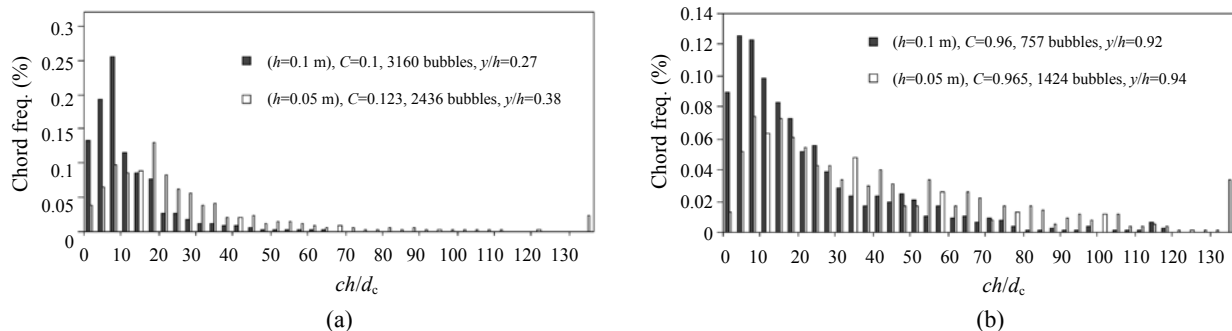 0.3
0.25
0.20
0.15
0.1
0.05
0
Chord freq. (%)
(h=0.1 m), C=0.1, 3160 bubbles, y/h=0.27
(h=0.05 m), C=0.123, 2436 bubbles, y/h=0.38
0 10 20 30 40 50 60 70 80 90 100 110 120 130
ch/dc
(a)
0.14
0.12
0.10
0.08
0.06
0.04
0.02
0
Chord freq. (%)
(h=0.1 m), C=0.96, 757 bubbles, y/h=0.92
(h=0.05 m), C=0.965, 1424 bubbles, y/h=0.94
0 10 20 30 40 50 60 70 80 90 100 110 120 130
ch/dc
(b)